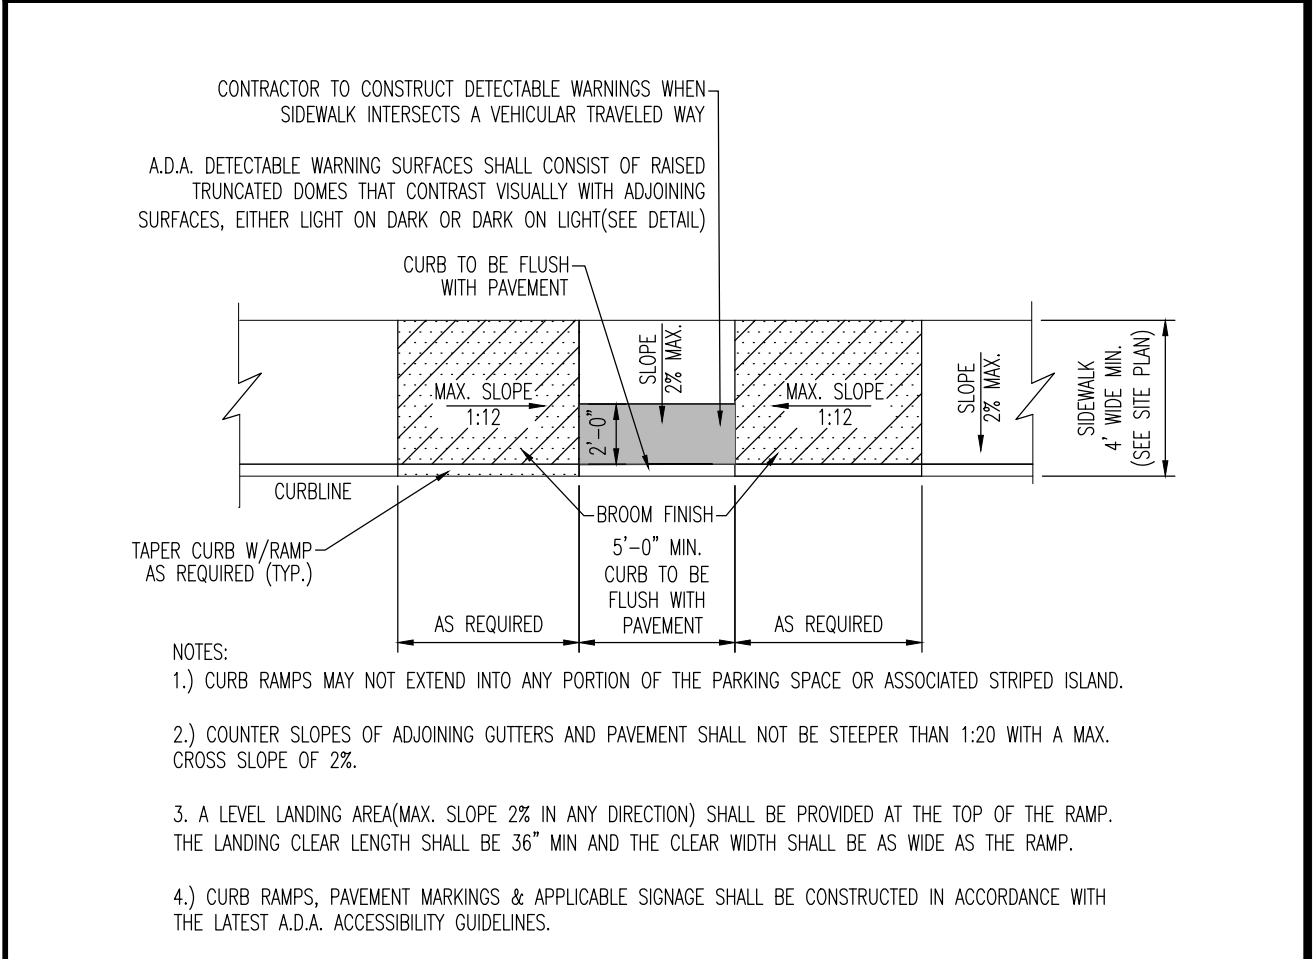 CONTRACTOR TO CONSTRUCT DETECTABLE WARNINGS WHEN
SIDEWALK INTERSECTS A VEHICULAR TRAVELED WAY
A.D.A. DETECTABLE WARNING SURFACES SHALL CONSIST OF RAISED
TRUNCATED DOMES THAT CONTRAST VISUALLY WITH ADJOINING
SURFACES, EITHER LIGHT ON DARK OR DARK ON LIGHT(SEE DETAIL)
CURB TO BE FLUSH
WITH PAVEMENT
MAX. SLOPE
1:12
2'-0"
SLOPE
2% MAX.
MAX. SLOPE
1:12
SLOPE
2% MAX.
SIDEWALK
4' WIDE MIN.
(SEE SITE PLAN)
CURBLINE
BROOM FINISH
TAPER CURB W/RAMP
AS REQUIRED (TYP.)
5'-0" MIN.
CURB TO BE
FLUSH WITH
PAVEMENT
AS REQUIRED
AS REQUIRED
NOTES:
1.) CURB RAMPS MAY NOT EXTEND INTO ANY PORTION OF THE PARKING SPACE OR ASSOCIATED STRIPED ISLAND.
2.) COUNTER SLOPES OF ADJOINING GUTTERS AND PAVEMENT SHALL NOT BE STEEPER THAN 1:20 WITH A MAX.
CROSS SLOPE OF 2%.
3. A LEVEL LANDING AREA(MAX. SLOPE 2% IN ANY DIRECTION) SHALL BE PROVIDED AT THE TOP OF THE RAMP.
THE LANDING CLEAR LENGTH SHALL BE 36" MIN AND THE CLEAR WIDTH SHALL BE AS WIDE AS THE RAMP.
4.) CURB RAMPS, PAVEMENT MARKINGS & APPLICABLE SIGNAGE SHALL BE CONSTRUCTED IN ACCORDANCE WITH
THE LATEST A.D.A. ACCESSIBILITY GUIDELINES.